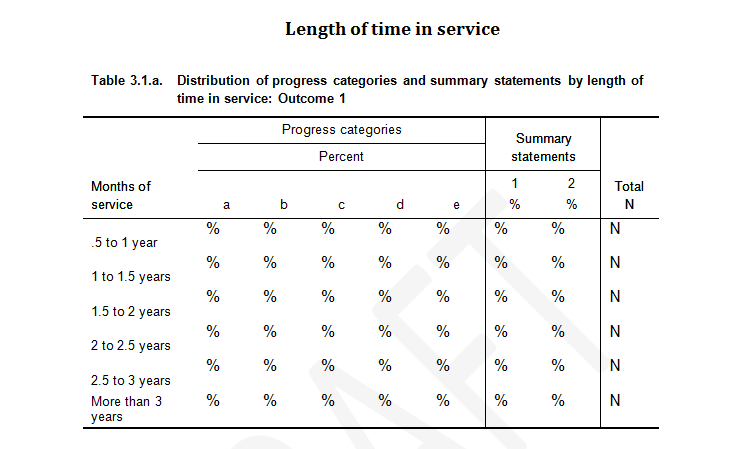 Length of time in service
Table 3.1.a. Distribution of progress categories and summary statements by length of
time in service: Outcome 1
Progress categories
Summary
statements
Percent
Months of
service
a b c d e
1 2
% %
Total
N
% % % % % % % N
.5 to 1 year
% % % % % % % N
1 to 1.5 years
% % % % % % % N
1.5 to 2 years
% % % % % % % N
2 to 2.5 years
% % % % % % % N
2.5 to 3 years
More than 3
years
% % % % % % % N